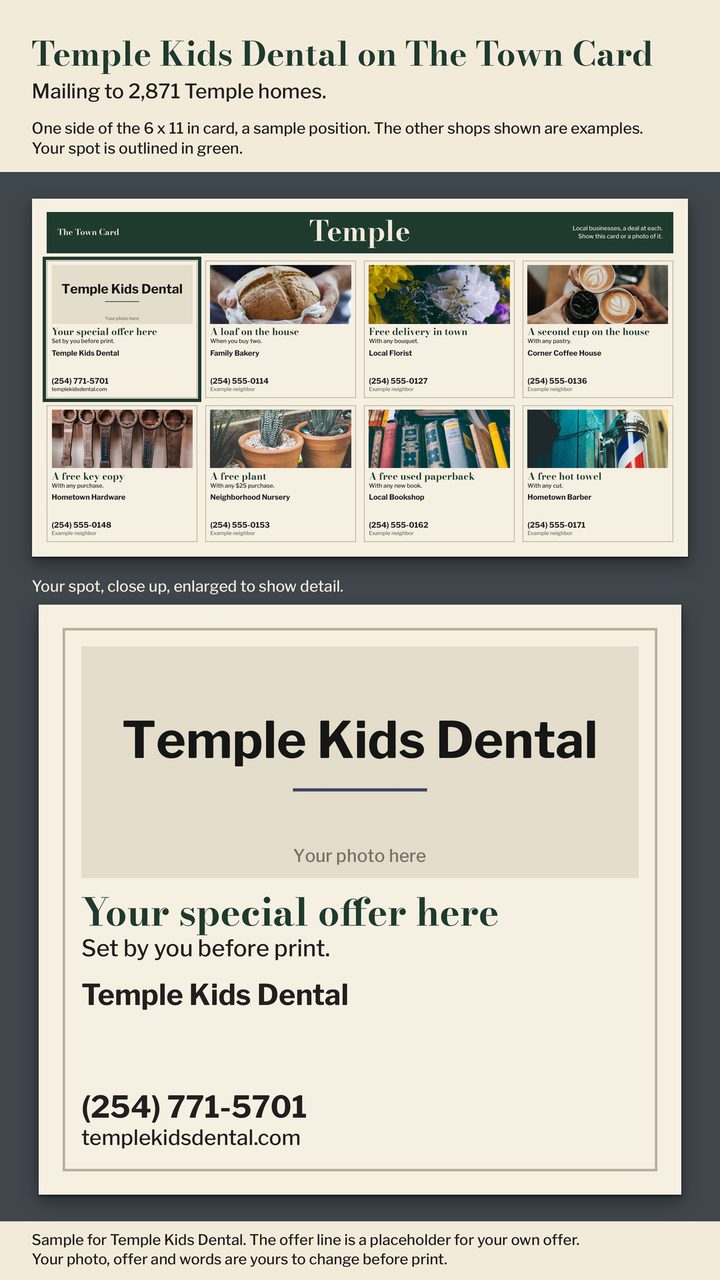 Temple Kids Dental on The Town Card
Mailing to 2,871 Temple homes.
One side of the 6 x 11 in card, a sample position. The other shops shown are examples.
Your spot is outlined in green.
The Town Card
Temple
Local businesses, a deal at each.
Show this card or a photo of it.
Temple Kids Dental
Your photo here
Your special offer here
Set by you before print.
Temple Kids Dental
(254) 771-5701
templekidsdental.com
A loaf on the house
When you buy two.
Family Bakery
(254) 555-0114
Example neighbor
Free delivery in town
With any bouquet.
Local Florist
(254) 555-0127
Example neighbor
A second cup on the house
With any pastry.
Corner Coffee House
(254) 555-0136
Example neighbor
A free key copy
With any purchase.
Hometown Hardware
(254) 555-0148
Example neighbor
A free plant
With any $25 purchase.
Neighborhood Nursery
(254) 555-0153
Example neighbor
A free used paperback
With any new book.
Local Bookshop
(254) 555-0162
Example neighbor
A free hot towel
With any cut.
Hometown Barber
(254) 555-0171
Example neighbor
Your spot, close up, enlarged to show detail.
Temple Kids Dental
Your photo here
Your special offer here
Set by you before print.
Temple Kids Dental
(254) 771-5701
templekidsdental.com
Sample for Temple Kids Dental. The offer line is a placeholder for your own offer.
Your photo, offer and words are yours to change before print.